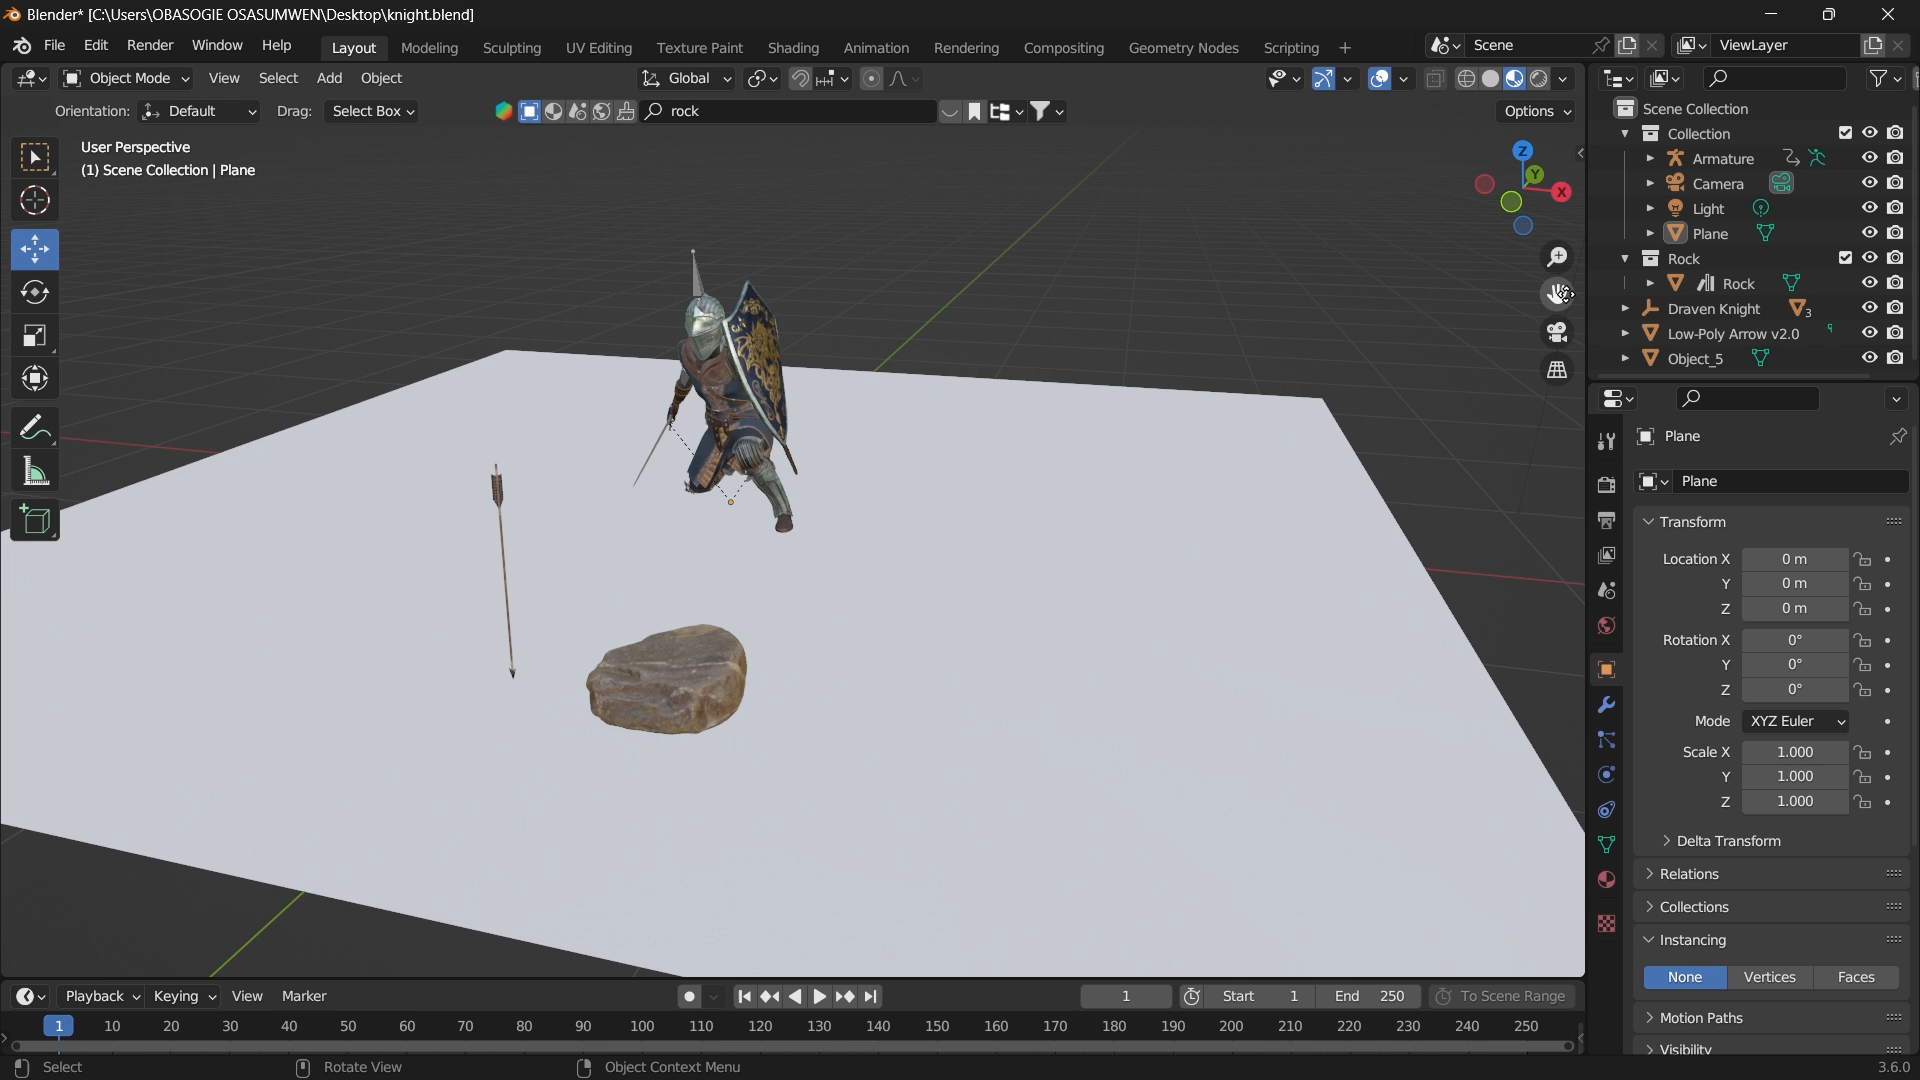 Blender* [C:\Users\OBASOGIE OSASUMWEN\Desktop\knight.blend]
File Edit Render Window Help Layout Modeling Sculpting UV Editing Texture Paint Shading Animation Rendering Compositing Geometry Nodes Scripting + Scene ViewLayer
Object Mode View Select Add Object Global
Orientation: Default Drag: Select Box rock Options
User Perspective
(1) Scene Collection | Plane
Z
Y
X
Scene Collection
Collection
Armature
Camera
Light
Plane
Rock
Rock
Draven Knight 3
Low-Poly Arrow v2.0
Object_5
Plane
Plane
Transform
Location X 0 m
Y 0 m
Z 0 m
Rotation X 0°
Y 0°
Z 0°
Mode XYZ Euler
Scale X 1.000
Y 1.000
Z 1.000
Delta Transform
Relations
Collections
Instancing
None Vertices Faces
Motion Paths
Visibility
Playback Keying View Marker 1 Start 1 End 250 To Scene Range
1 10 20 30 40 50 60 70 80 90 100 110 120 130 140 150 160 170 180 190 200 210 220 230 240 250
Select Rotate View Object Context Menu 3.6.0